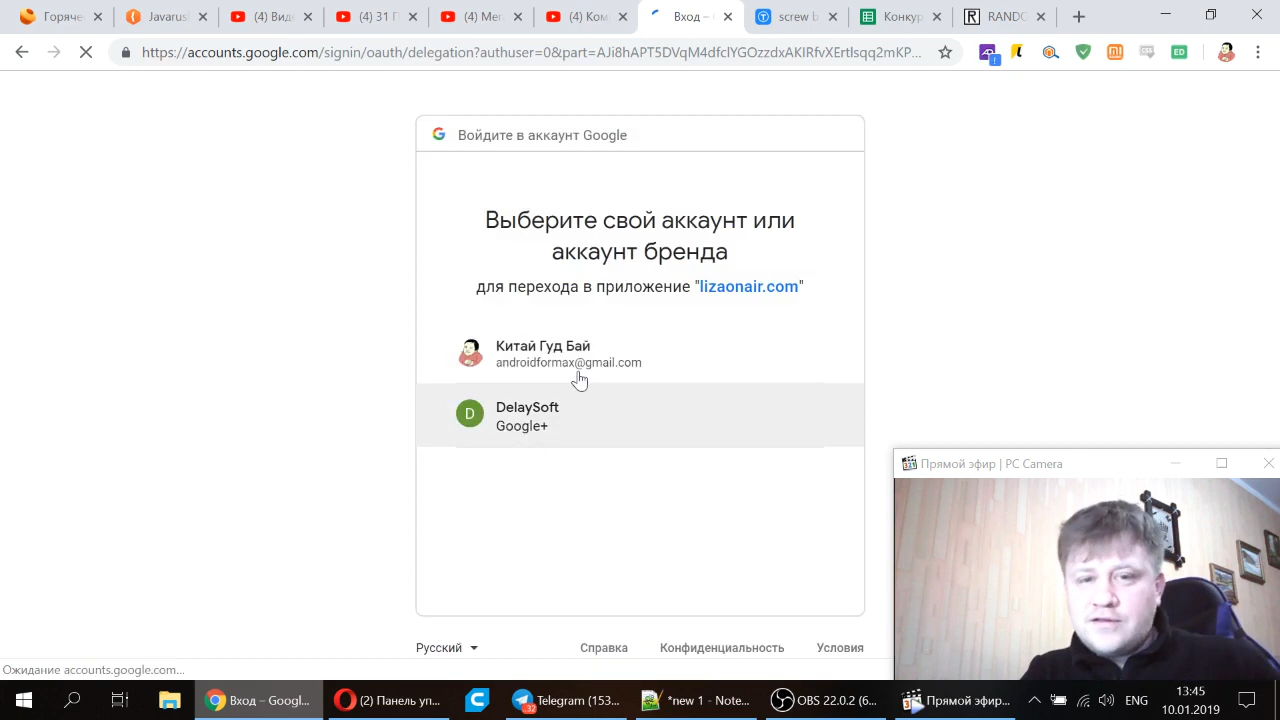 Горяче
Javarus
(4) Виде
(4) 31 Г
(4) Мег
(4) Ком
Вход – 
screw b
Конкур
RANDO
https://accounts.google.com/signin/oauth/delegation?authuser=0&part=AJi8hAPT5DVqM4dfclYGOzzdxAKIRfvXErtlsqq2mKP...
Войдите в аккаунт Google
Выберите свой аккаунт или
аккаунт бренда
для перехода в приложение "lizaonair.com"
Китай Гуд Бай
androidformax@gmail.com
D
DelaySoft
Google+
Прямой эфир | PC Camera
Русский
Справка
Конфиденциальность
Условия
Ожидание accounts.google.com...
Вход – Googl...
(2) Панель уп...
Telegram (153...
32
*new 1 - Note...
OBS 22.0.2 (6...
Прямой эфир...
ENG
13:45
10.01.2019